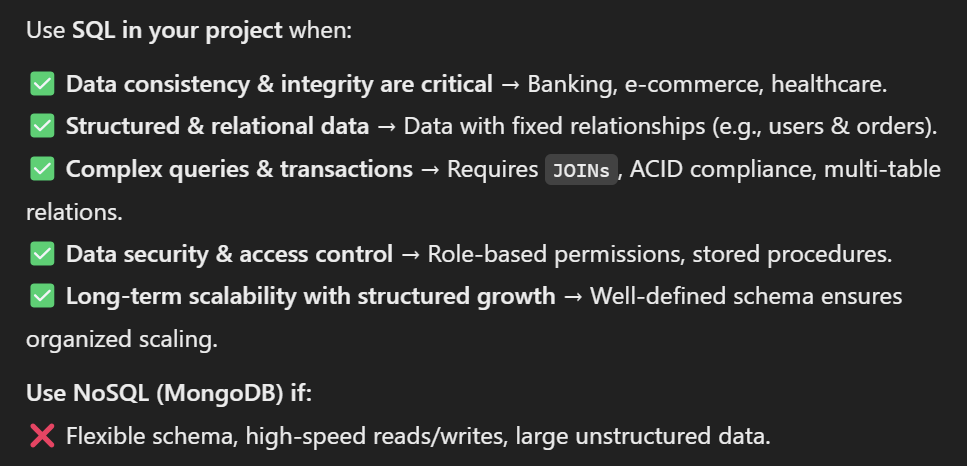 Use SQL in your project when:
✅ Data consistency & integrity are critical → Banking, e-commerce, healthcare.
✅ Structured & relational data → Data with fixed relationships (e.g., users & orders).
✅ Complex queries & transactions → Requires JOINs, ACID compliance, multi-table
relations.
✅ Data security & access control → Role-based permissions, stored procedures.
✅ Long-term scalability with structured growth → Well-defined schema ensures
organized scaling.
Use NoSQL (MongoDB) if:
❌ Flexible schema, high-speed reads/writes, large unstructured data.